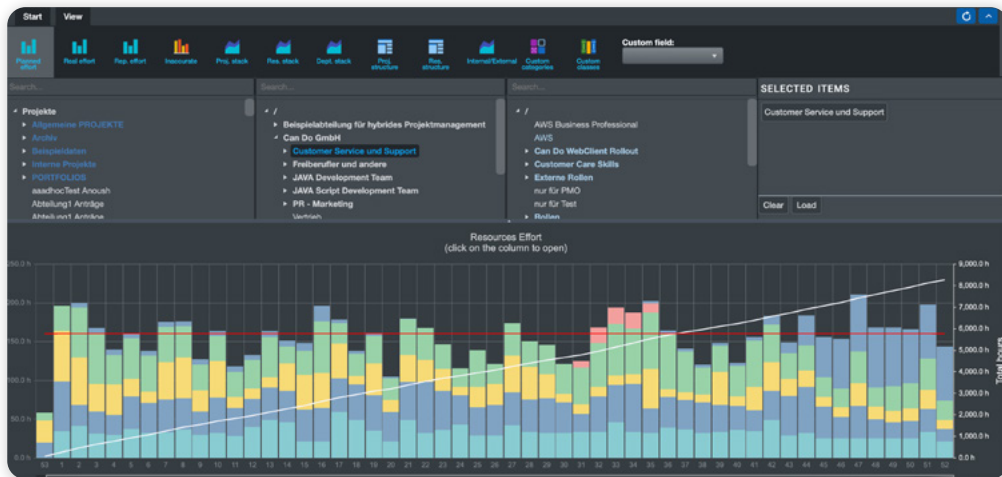 Start View
Planned effort
Real effort
Rep. effort
Inaccurate
Proj. stack
Res. stack
Dept. stack
Proj. structure
Res. structure
Internal/External
Custom categories
Custom classes
Custom field:
Search...
Projekte
Allgemeine PROJEKTE
Archiv
Beispieldaten
Interne Projekte
PORTFOLIOS
aaadhocTest Anoush
Abteilung1 Anträge
Abteilung1 Anträge
Search...
/
Beispielabteilung für hybrides Projektmanagement
Can Do GmbH
Customer Service und Support
Freiberufler und andere
JAVA Development Team
JAVA Script Development Team
PR - Marketing
Vertrieb
Search...
/
AWS Business Professional
AWS
Can Do WebClient Rollout
Customer Care Skills
Externe Rollen
nur für PMO
nur für Test
Rollen
SELECTED ITEMS
Customer Service und Support
Clear Load
Resources Effort
(click on the column to open)
250.0 h
200.0 h
150.0 h
100.0 h
50.0 h
0.0 h
9,000.0 h
8,000.0 h
7,000.0 h
6,000.0 h
5,000.0 h
4,000.0 h
3,000.0 h
2,000.0 h
1,000.0 h
0.0 h
Total hours
53 1 2 3 4 5 6 7 8 9 10 11 12 13 14 15 16 17 18 19 20 21 22 23 24 25 26 27 28 29 30 31 32 33 34 35 36 37 38 39 40 41 42 43 44 45 46 47 48 49 50 51 52